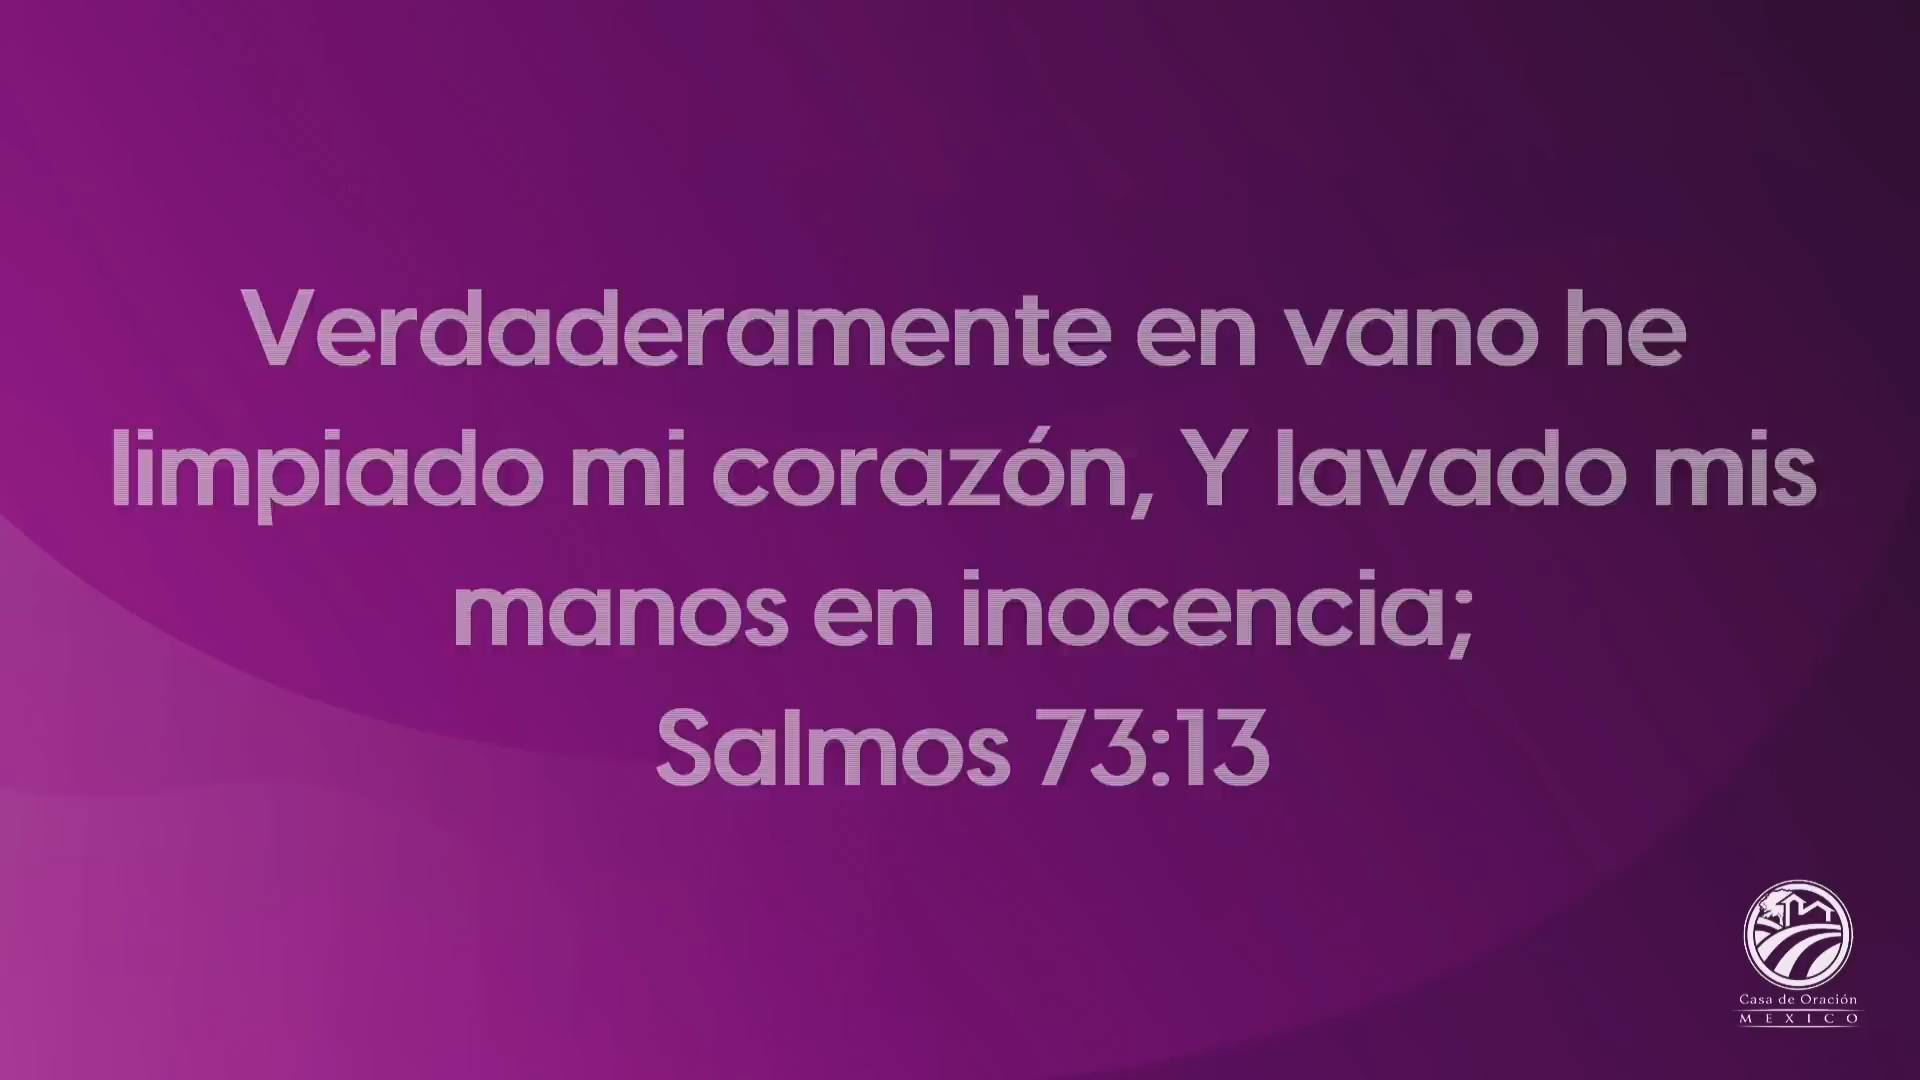 Verdaderamente en vano he
limpiado mi corazón, Y lavado mis
manos en inocencia;
Salmos 73:13
Casa de Oración
MEXICO